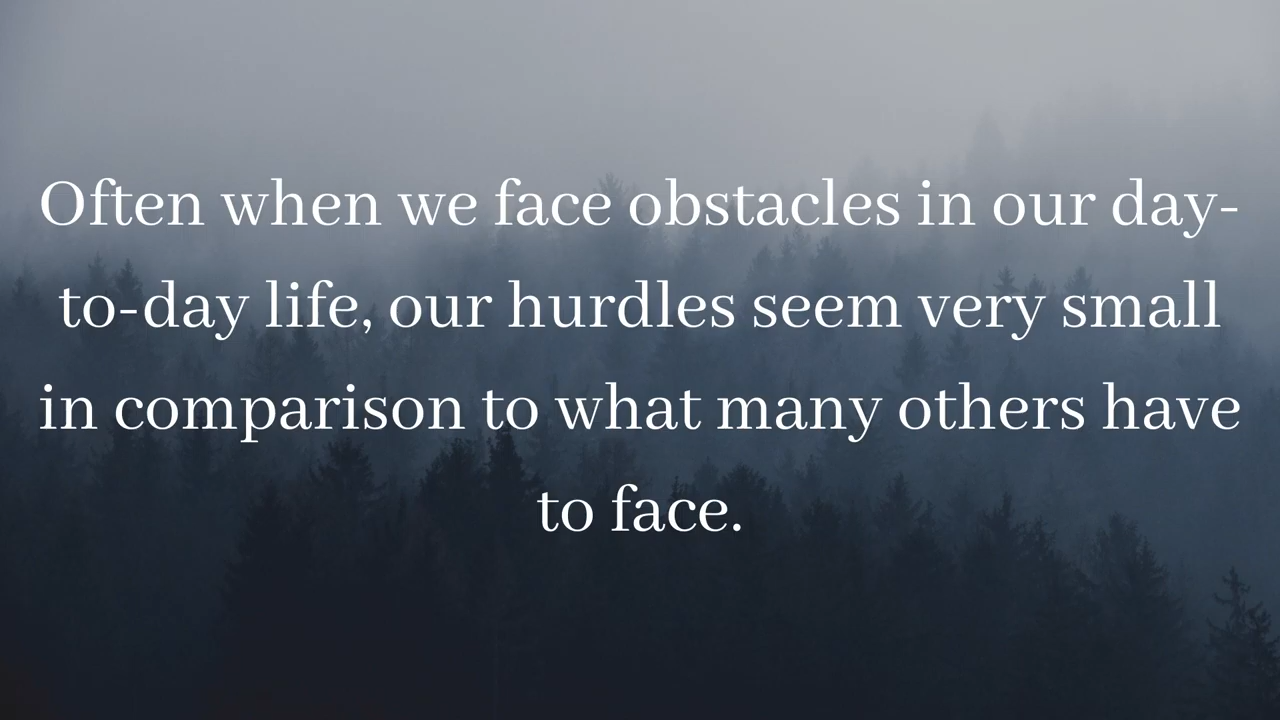 Often when we face obstacles in our day-
to-day life, our hurdles seem very small
in comparison to what many others have
to face.